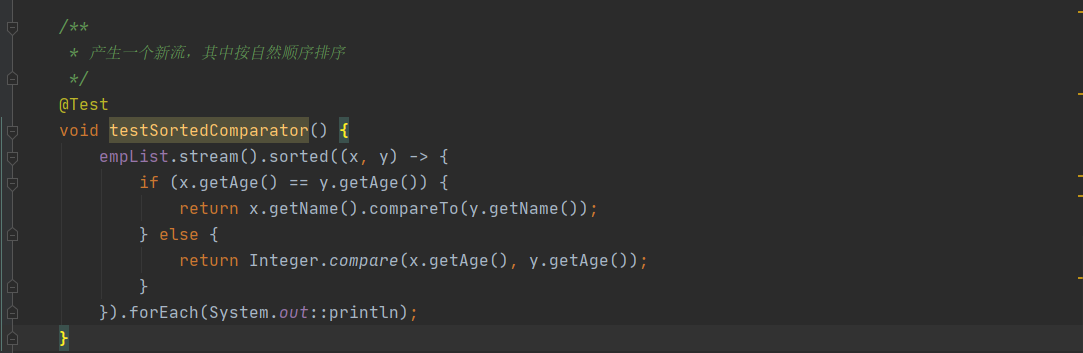 /**
 * 产生一个新流，其中按自然顺序排序
 */
@Test
void testSortedComparator() {
    empList.stream().sorted((x, y) -> {
        if (x.getAge() == y.getAge()) {
            return x.getName().compareTo(y.getName());
        } else {
            return Integer.compare(x.getAge(), y.getAge());
        }
    }).forEach(System.out::println);
}